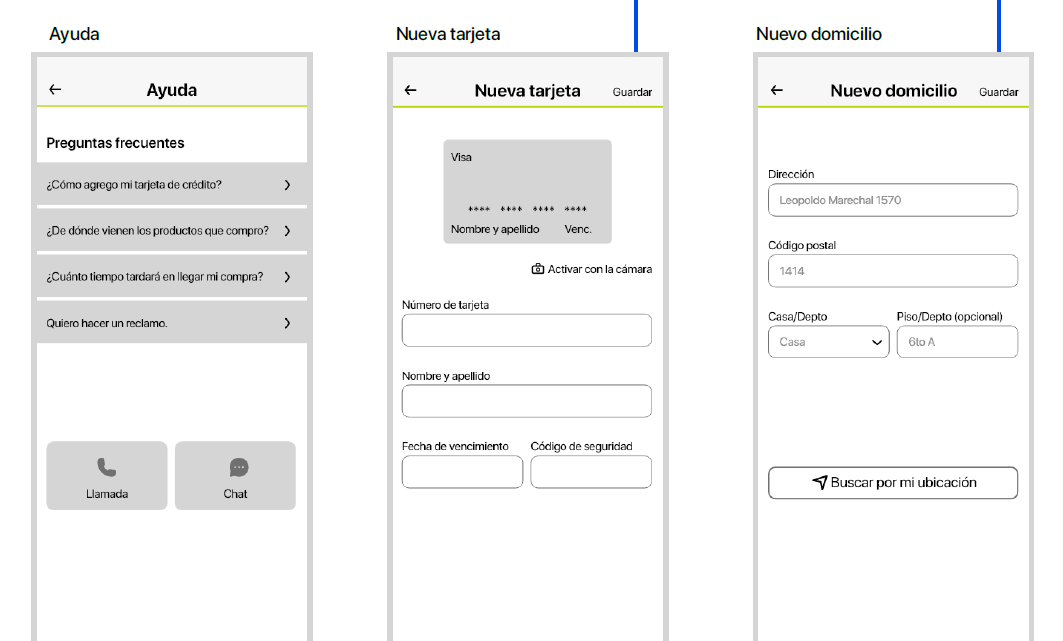 Ayuda
Ayuda
Preguntas frecuentes
¿Cómo agrego mi tarjeta de crédito?
¿De dónde vienen los productos que compro?
¿Cuánto tiempo tardará en llegar mi compra?
Quiero hacer un reclamo.
Llamada
Chat
Nueva tarjeta
Nueva tarjeta
Guardar
Visa
**** **** **** ****
Nombre y apellido
Venc.
Activar con la cámara
Número de tarjeta
Nombre y apellido
Fecha de vencimiento
Código de seguridad
Nuevo domicilio
Nuevo domicilio
Guardar
Dirección
Leopoldo Marechal 1570
Código postal
1414
Casa/Depto
Piso/Depto (opcional)
Casa
6to A
Buscar por mi ubicación